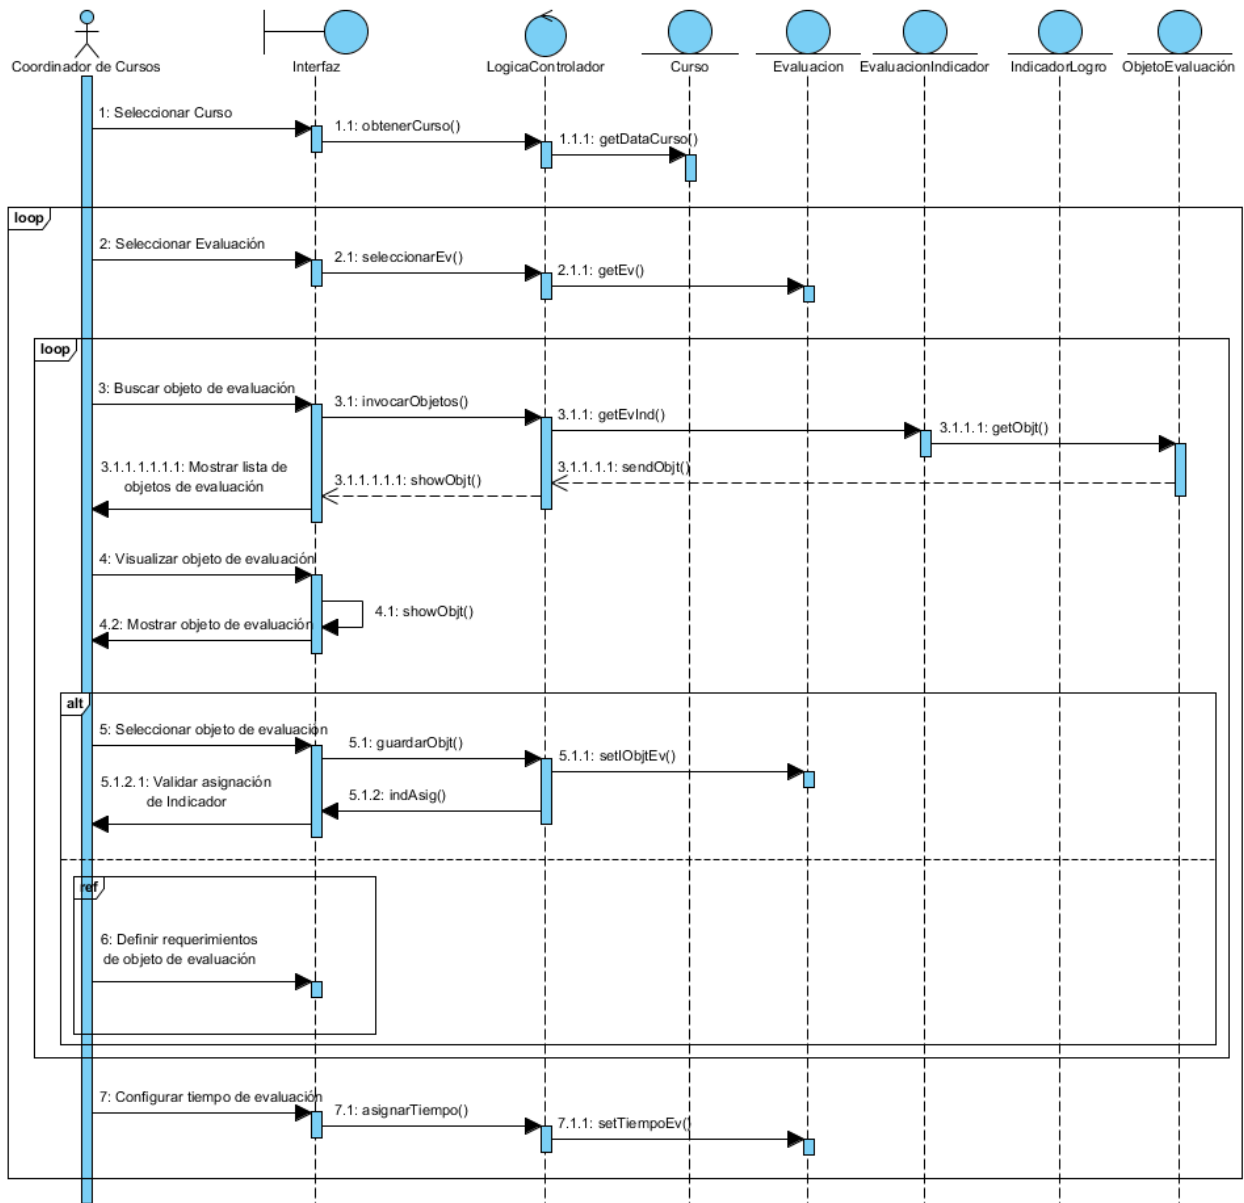 Coordinador de Cursos
Interfaz
LogicaControlador
Curso
Evaluacion
EvaluacionIndicador
IndicadorLogro
ObjetoEvaluación
1: Seleccionar Curso
1.1: obtenerCurso()
1.1.1: getDataCurso()
loop
2: Seleccionar Evaluación
2.1: seleccionarEv()
2.1.1: getEv()
loop
3: Buscar objeto de evaluación
3.1: invocarObjetos()
3.1.1: getEvInd()
3.1.1.1: getObjt()
3.1.1.1.1.1.1: Mostrar lista de
objetos de evaluación
3.1.1.1.1.1: showObjt()
3.1.1.1.1: sendObjt()
4: Visualizar objeto de evaluación
4.1: showObjt()
4.2: Mostrar objeto de evaluación
alt
5: Seleccionar objeto de evaluación
5.1: guardarObjt()
5.1.1: setIObjtEv()
5.1.2.1: Validar asignación
de Indicador
5.1.2: indAsig()
ref
6: Definir requerimientos
de objeto de evaluación
7: Configurar tiempo de evaluación
7.1: asignarTiempo()
7.1.1: setTiempoEv()